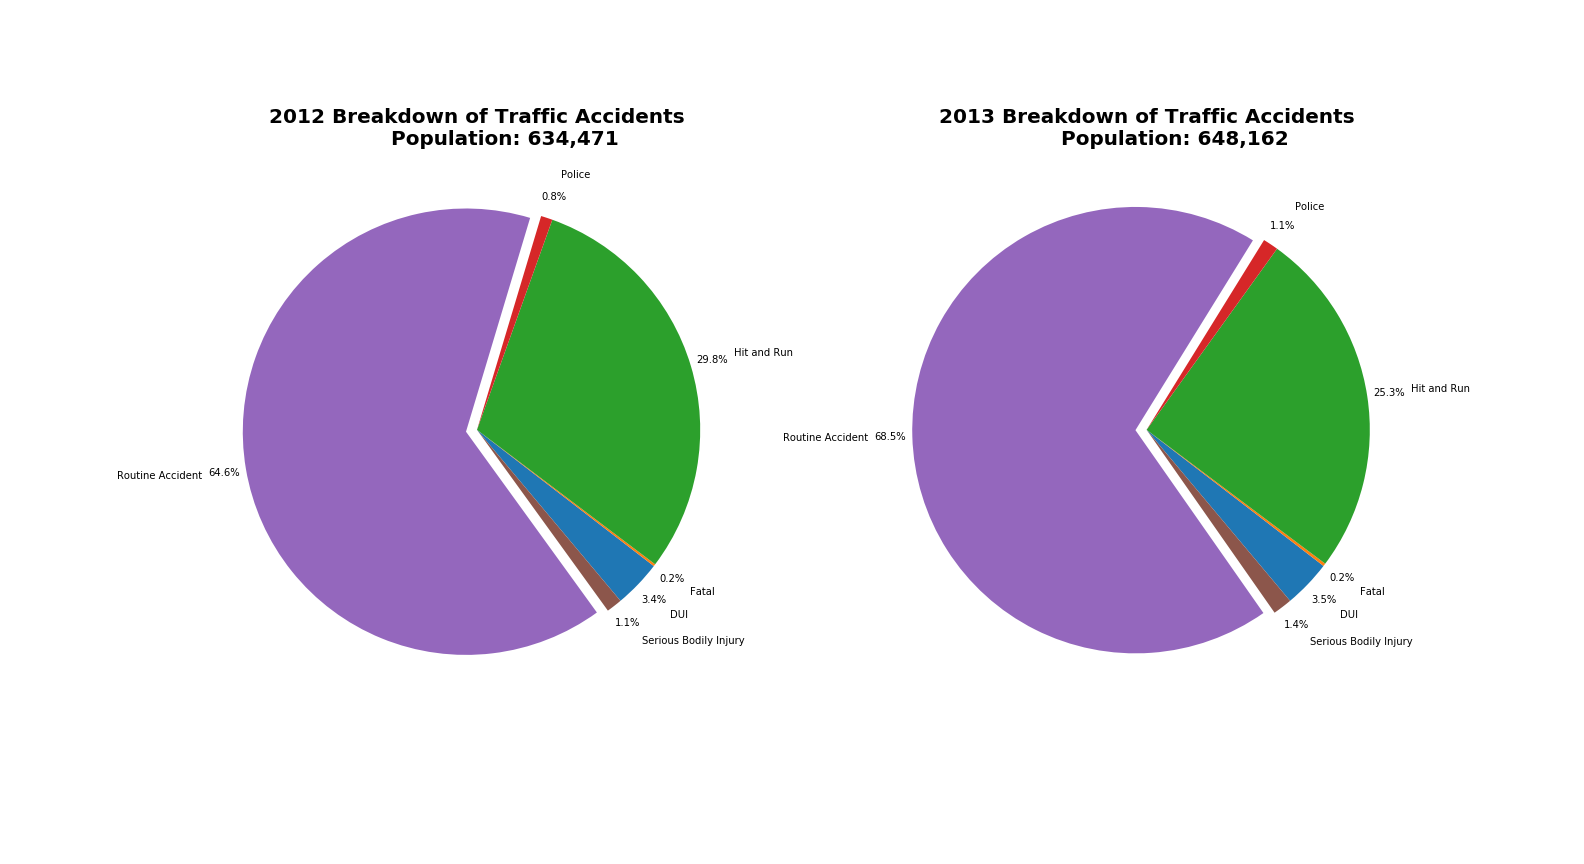 2012 Breakdown of Traffic Accidents
Population: 634,471
Police
0.8%
29.8% Hit and Run
Routine Accident 64.6%
0.2%
Fatal
3.4%
DUI
1.1%
Serious Bodily Injury
2013 Breakdown of Traffic Accidents
Population: 648,162
Police
1.1%
25.3% Hit and Run
Routine Accident 68.5%
0.2%
Fatal
3.5%
DUI
1.4%
Serious Bodily Injury